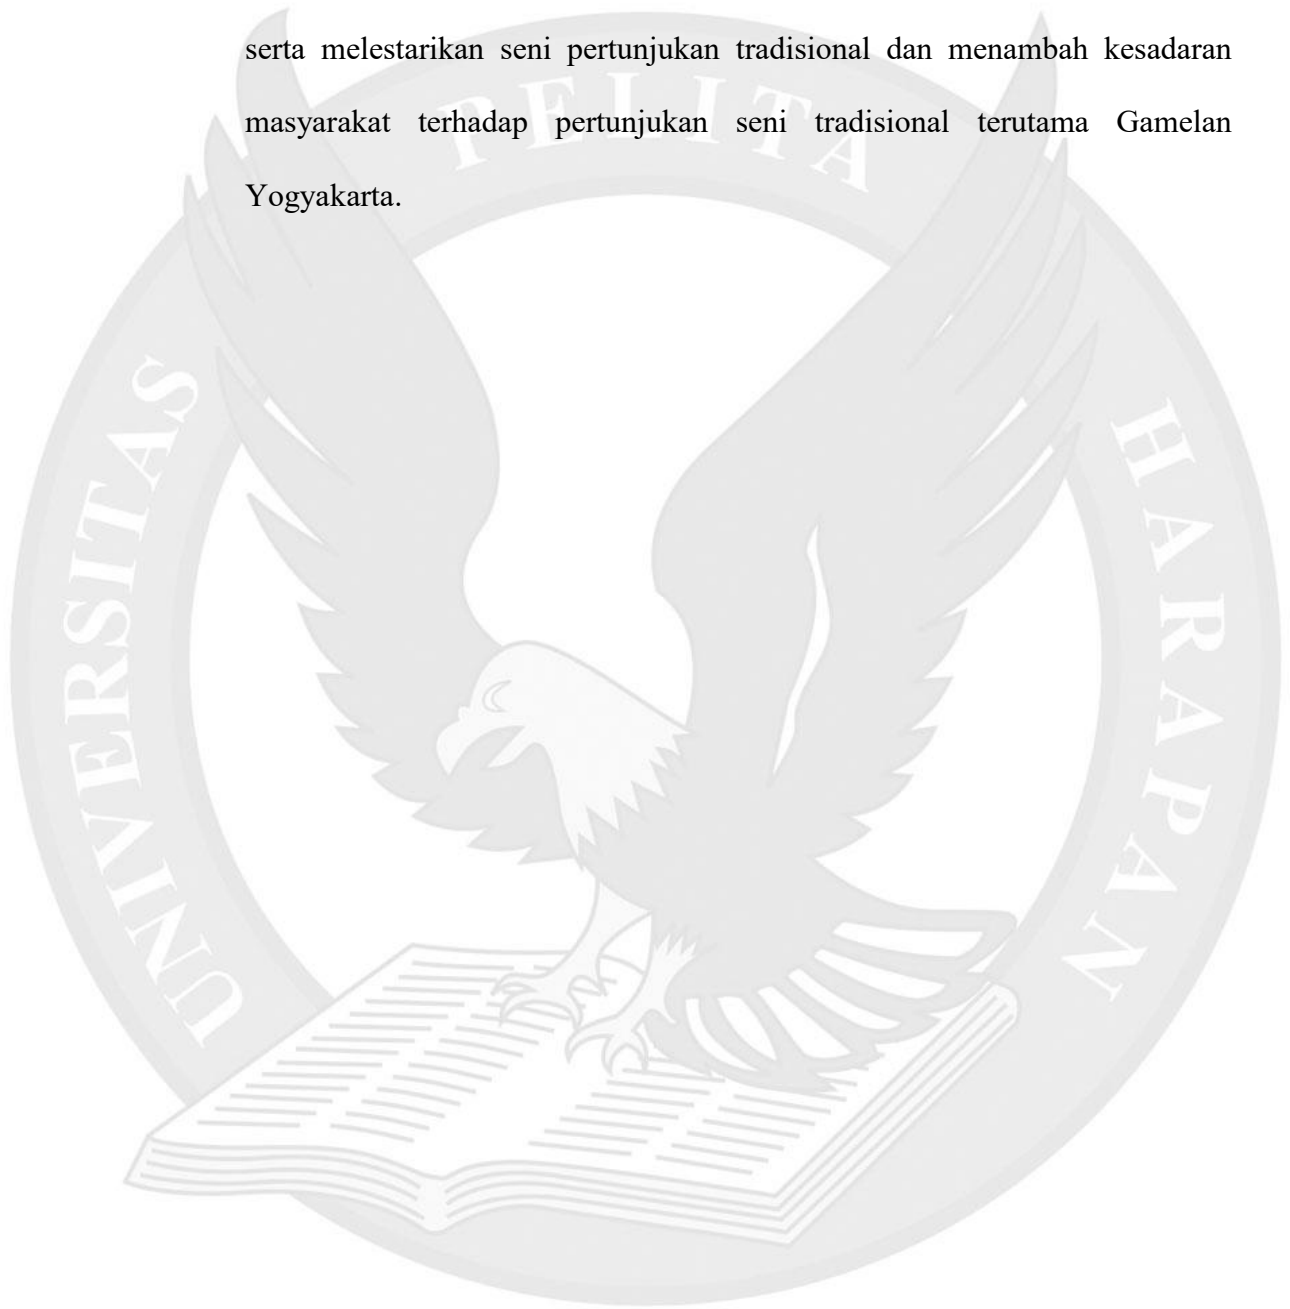 serta melestarikan seni pertunjukan tradisional dan menambah kesadaran
masyarakat terhadap pertunjukan seni tradisional terutama Gamelan
Yogyakarta.
UNIVERSITAS
PELITA
HARAPAN